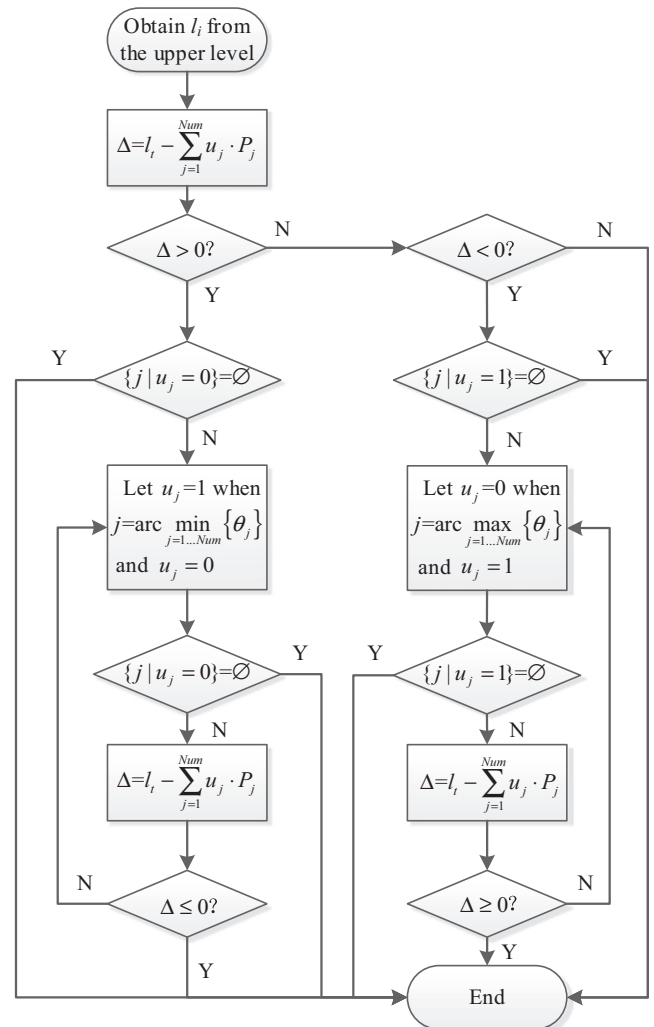 Obtain l_i from
the upper level
Δ=l_t − ∑_{j=1}^{Num} u_j · P_j
Δ > 0?
N
Δ < 0?
N
Y
Y
Y
{j | u_j = 0}=∅
{j | u_j = 1}=∅
Y
N
N
Let u_j=1 when
j=arc min_{j=1...Num} {θ_j}
and u_j = 0
Let u_j=0 when
j=arc max_{j=1...Num} {θ_j}
and u_j = 1
{j | u_j = 0}=∅
Y
Y
{j | u_j = 1}=∅
N
N
Δ=l_t − ∑_{j=1}^{Num} u_j · P_j
Δ=l_t − ∑_{j=1}^{Num} u_j · P_j
N
Δ ≤ 0?
Δ ≥ 0?
N
Y
Y
End